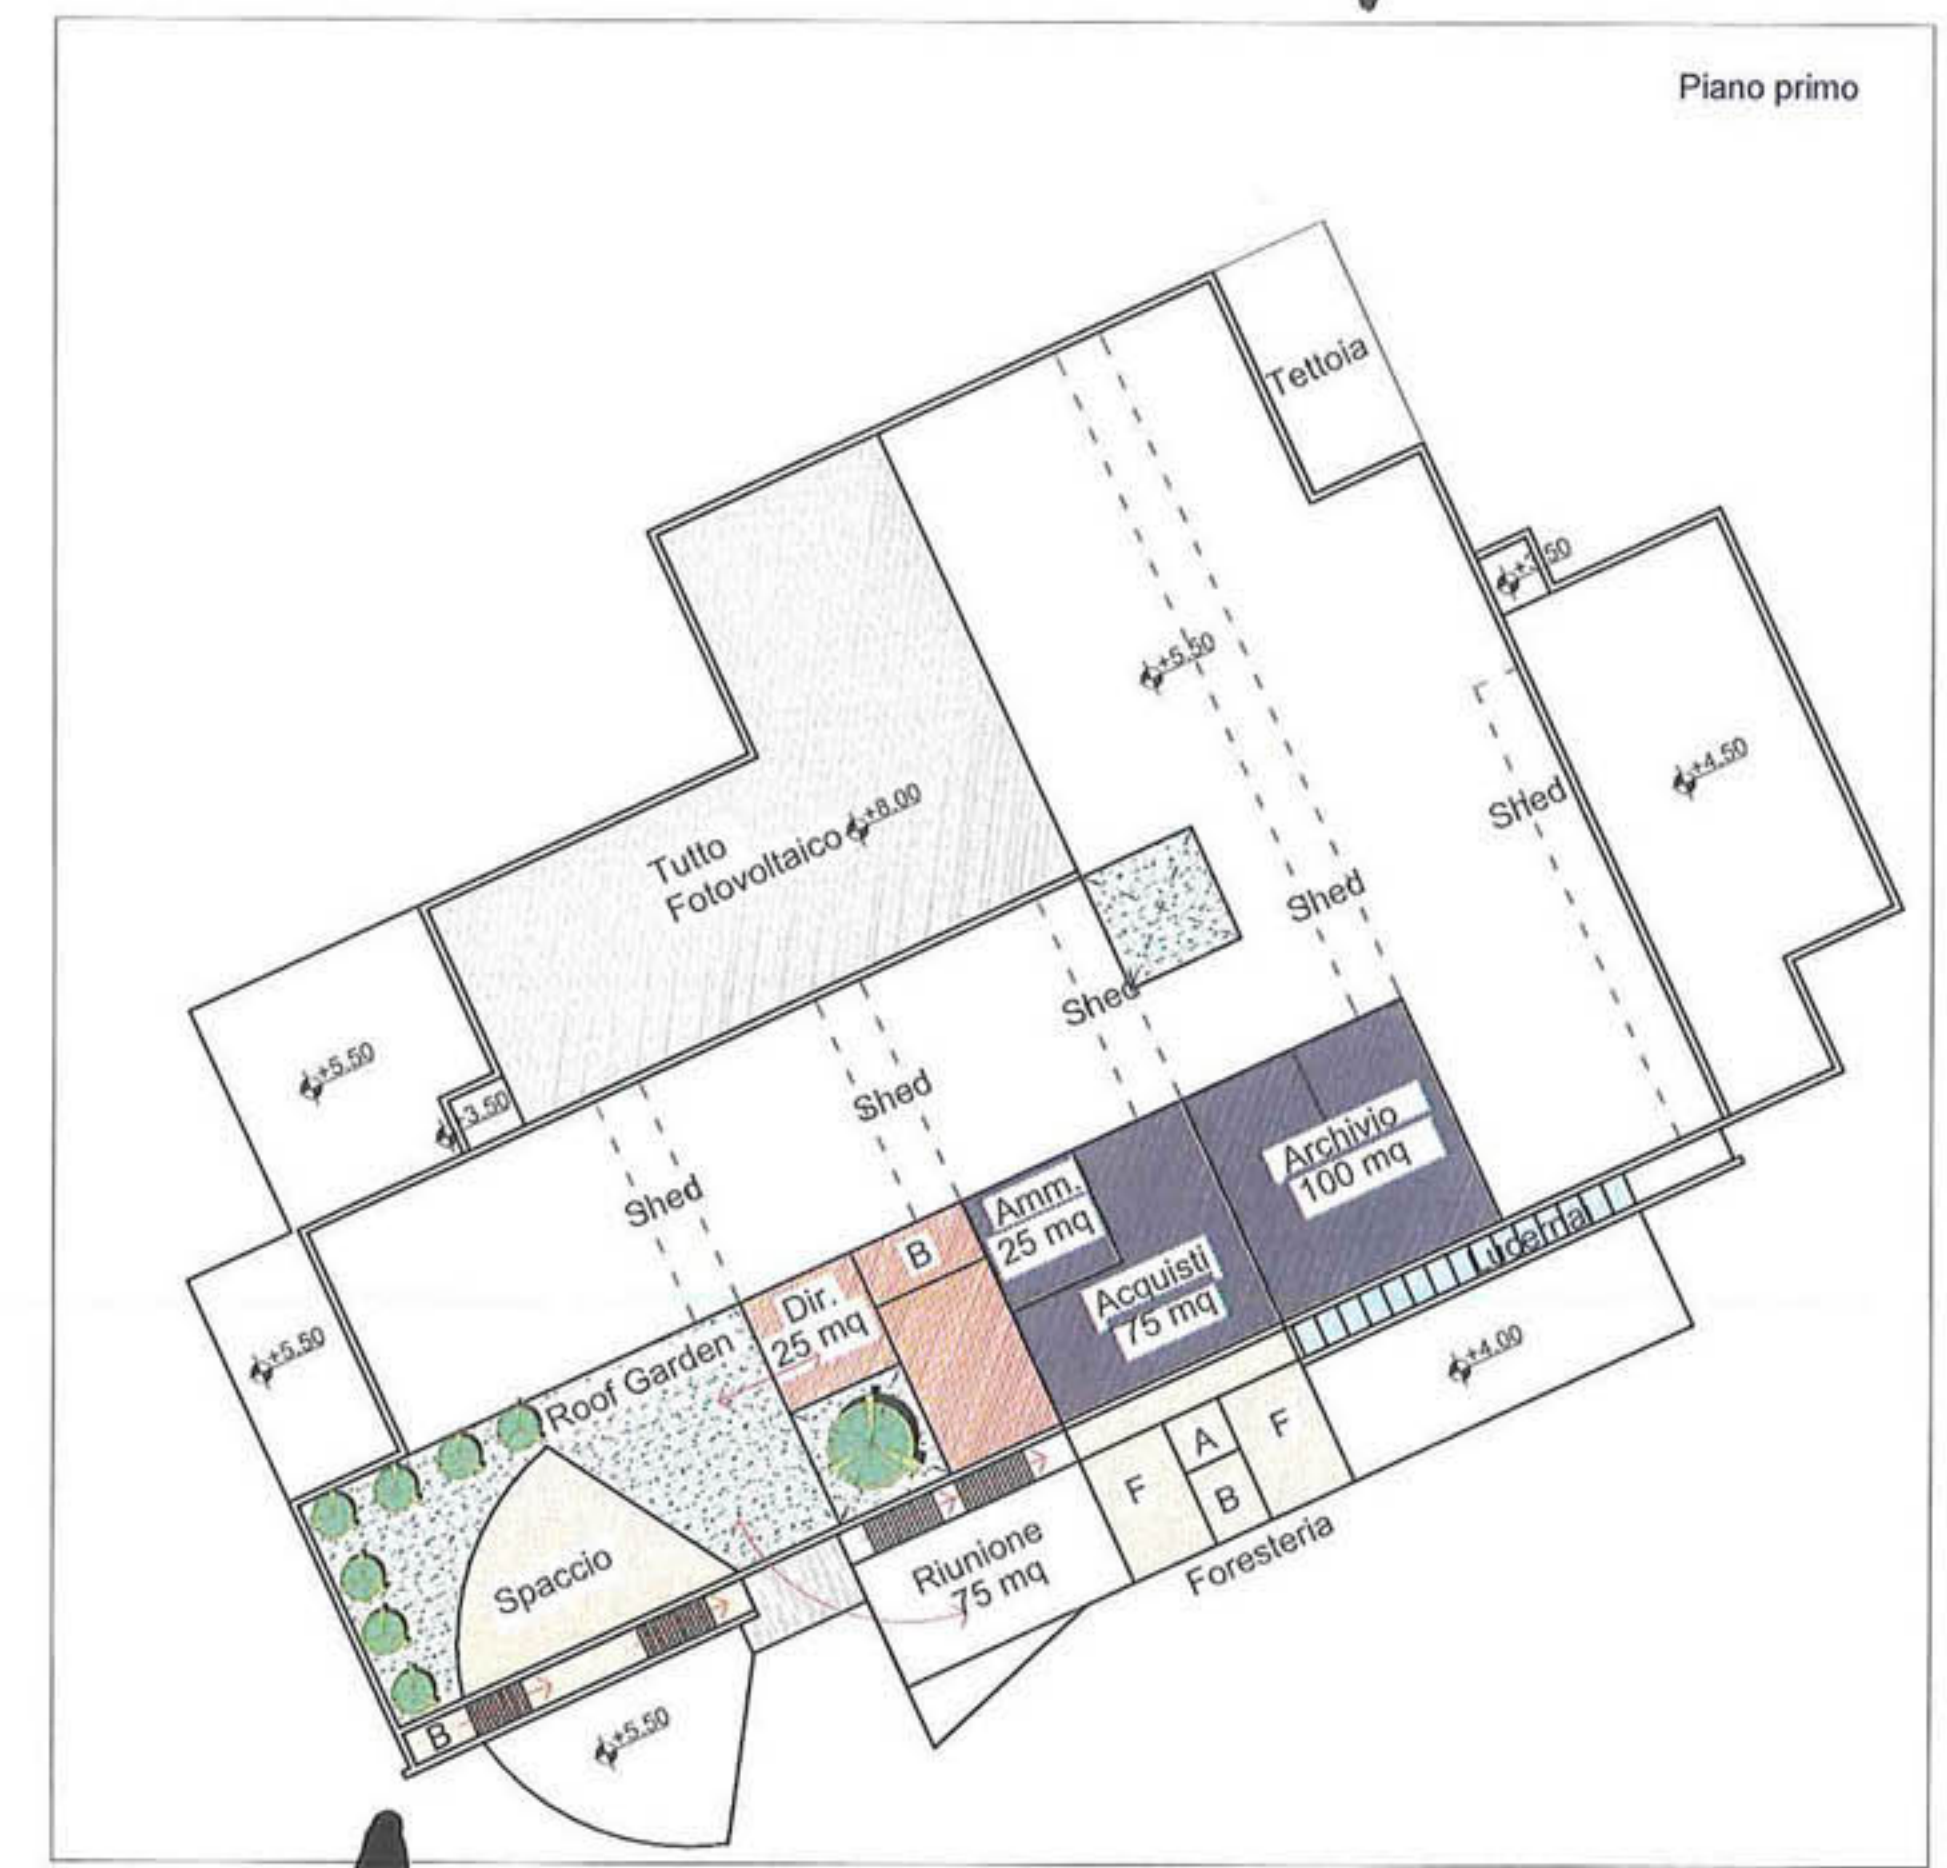 Piano primo
Tettoia
+5.50
+4.50
Shed
Tutto
Fotovoltaico
+8.00
Shed
Shed
+5.50
3.50
Shed
Shed
Archivio
100 mq
Amm.
25 mq
B
Acquisti
75 mq
Lucernai
Dir.
25 mq
Roof Garden
+5.50
+4.00
F
A
B
F
Foresteria
Riunione
75 mq
Spaccio
B
+5.50